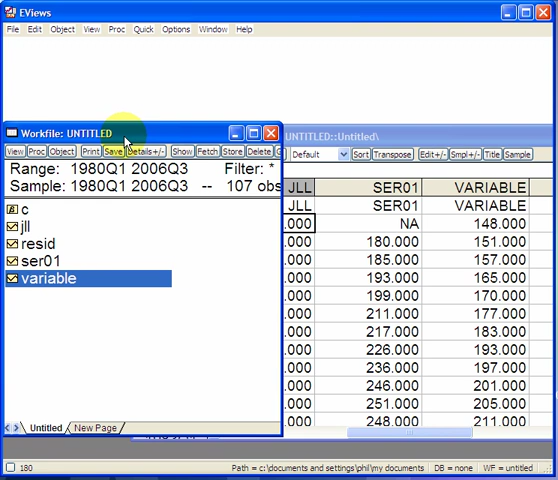 EViews
File Edit Object View Proc Quick Options Window Help
Workfile: UNTITLED
View Proc Object Print Save Details+/- Show Fetch Store Delete
Range: 1980Q1 2006Q3 Filter: *
Sample: 1980Q1 2006Q3 -- 107 obs
c
jll
resid
ser01
variable
Untitled New Page
UNTITLED::Untitled\
Default Sort Transpose Edit+/- Smpl+/- Title Sample
JLL SER01 VARIABLE
JLL SER01 VARIABLE
.000 NA 148.000
.000 180.000 151.000
.000 185.000 157.000
.000 193.000 165.000
.000 199.000 170.000
.000 211.000 177.000
.000 217.000 183.000
.000 226.000 193.000
.000 236.000 197.000
.000 246.000 201.000
.000 251.000 205.000
.000 248.000 211.000
180 Path = c:\documents and settings\phil\my documents DB = none WF = untitled